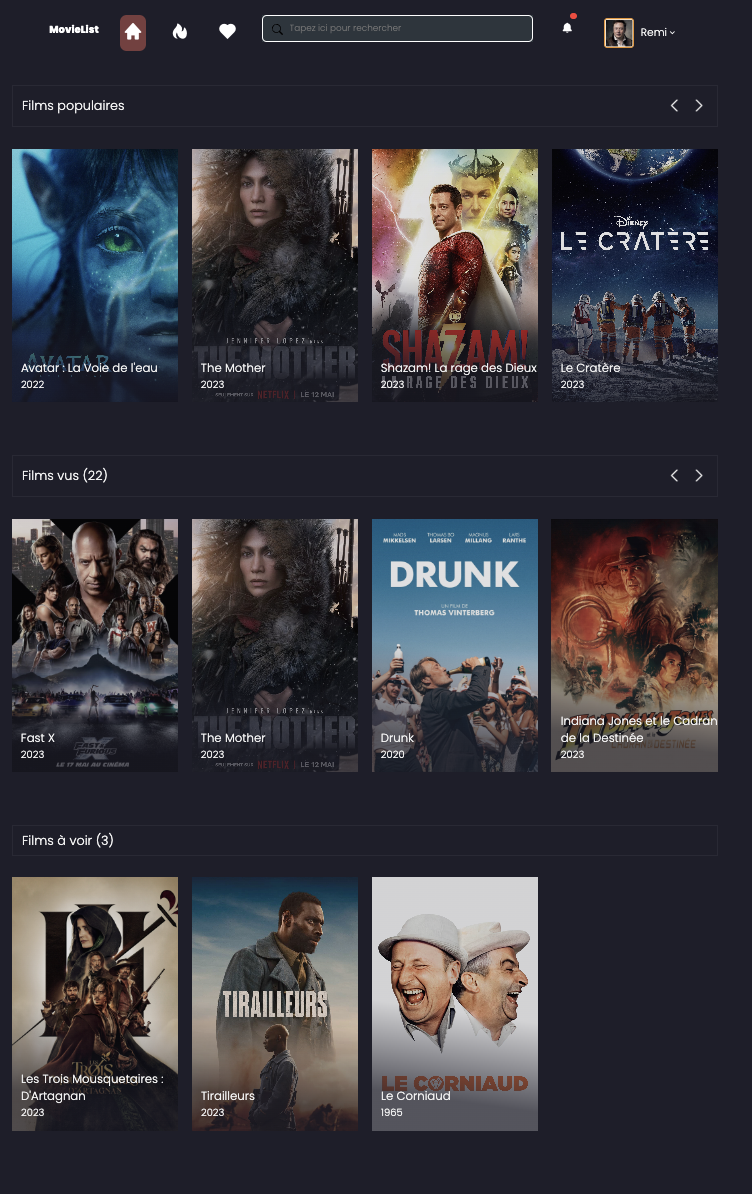 MovieList
Tapez ici pour rechercher
Remi
Films populaires
DISNEY
LE CRATÈRE
JENNIFER LOPEZ
AVATAR
THE MOTHER
SHAZAM!
Avatar : La Voie de l'eau
The Mother
Shazam! La rage des Dieux
Le Cratère
2022
2023
2023
2023
LA RAGE DES DIEUX
NETFLIX | LE 12 MAI
Films vus (22)
MADS MIKKELSEN
THOMAS BO LARSEN
MAGNUS MILLANG
LARS RANTHE
DRUNK
UN FILM DE
THOMAS VINTERBERG
JENNIFER LOPEZ
THE MOTHER
Indiana Jones et le Cadran
de la Destinée
Fast X
The Mother
Drunk
2023
2023
2020
2023
FAST & FURIOUS
LE 17 MAI AU CINÉMA
NETFLIX | LE 12 MAI
Films à voir (3)
TIRAILLEURS
LES TROIS
D'ARTAGNAN
LE CORNIAUD
Les Trois Mousquetaires :
D'Artagnan
Tirailleurs
Le Corniaud
2023
2023
1965